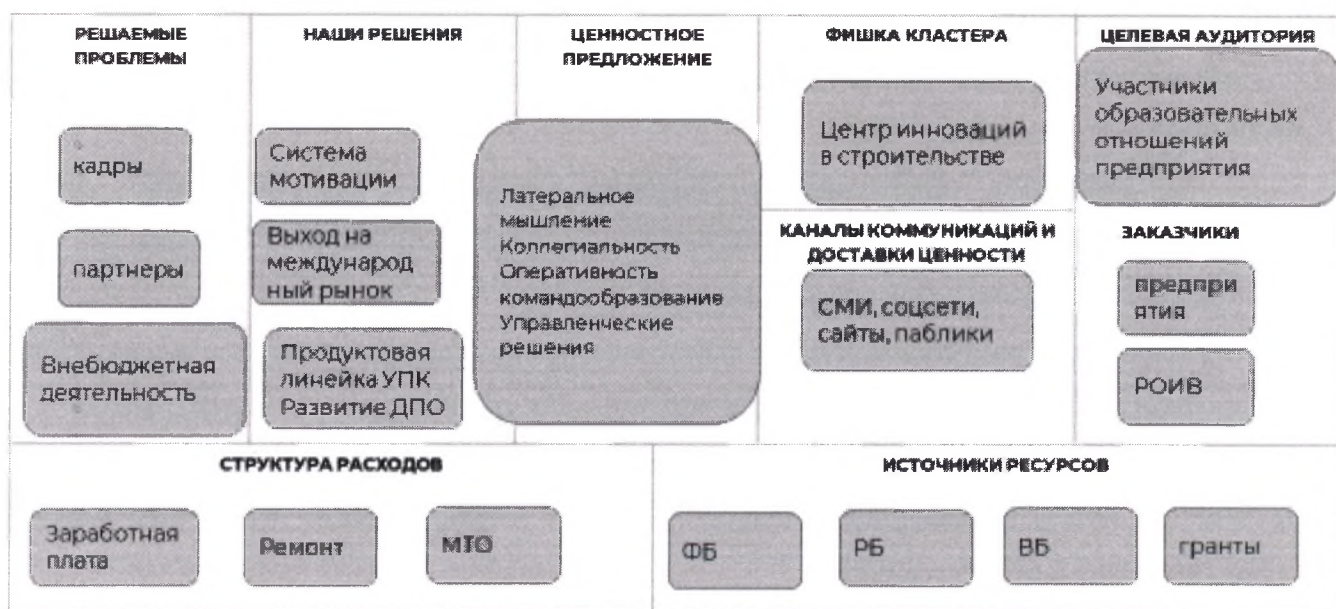 РЕШАЕМЫЕ
ПРОБЛЕМЫ
кадры
партнеры
Внебюджетная
деятельность
НАШИ РЕШЕНИЯ
Система
мотивации
Выход на
международ
ный рынок
Продуктовая
линейка УПК
Развитие ДПО
ЦЕННОСТНОЕ
ПРЕДЛОЖЕНИЕ
Латеральное
мышление
Коллегиальность
Оперативность
командообразование
Управленческие
решения
ФИШКА КЛАСТЕРА
Центр инноваций
в строительстве
КАНАЛЫ КОММУНИКАЦИЙ И
ДОСТАВКИ ЦЕННОСТИ
СМИ, соцсети,
сайты, паблики
ЦЕЛЕВАЯ АУДИТОРИЯ
Участники
образовательных
отношений
предприятия
ЗАКАЗЧИКИ
предпри
ятия
РОИВ
СТРУКТУРА РАСХОДОВ
Заработная
плата
Ремонт
МТО
ИСТОЧНИКИ РЕСУРСОВ
ФБ
РБ
ВБ
гранты